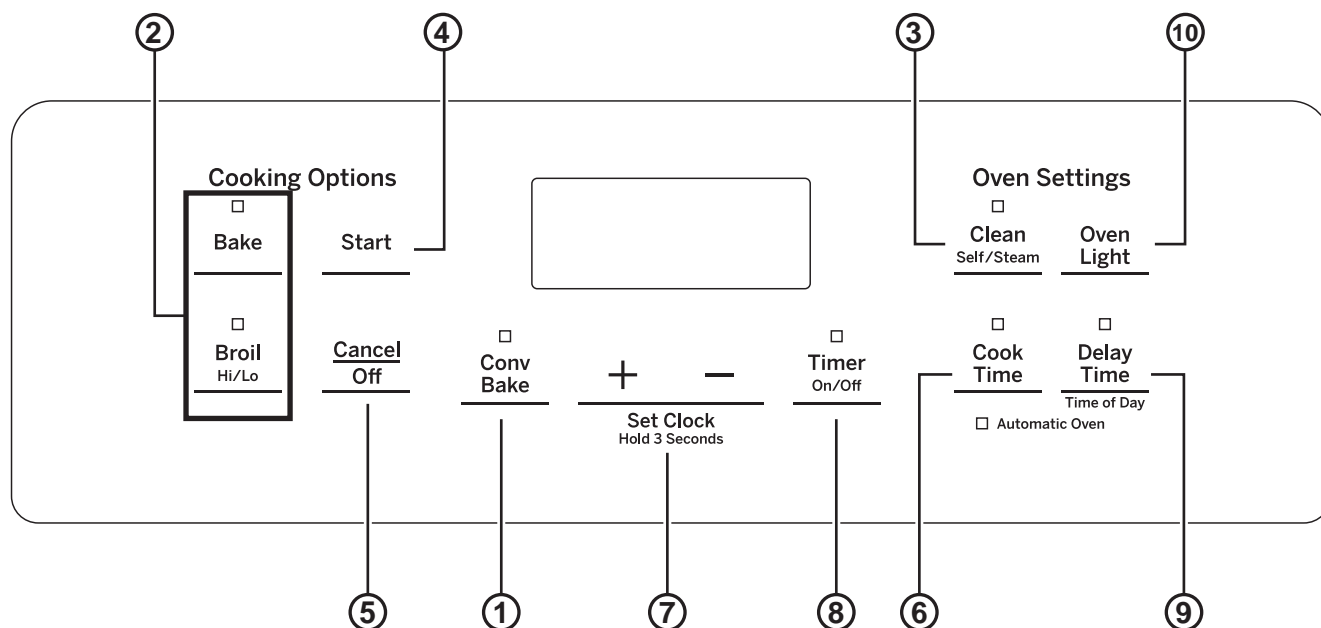 2
4
3
10
Cooking Options
Oven Settings
Bake
Start
Clean
Self/Steam
Oven
Light
Broil
Hi/Lo
Cancel
Off
Conv
Bake
+ −
Set Clock
Hold 3 Seconds
Timer
On/Off
Cook
Time
Delay
Time
Time of Day
Automatic Oven
5
1
7
8
6
9